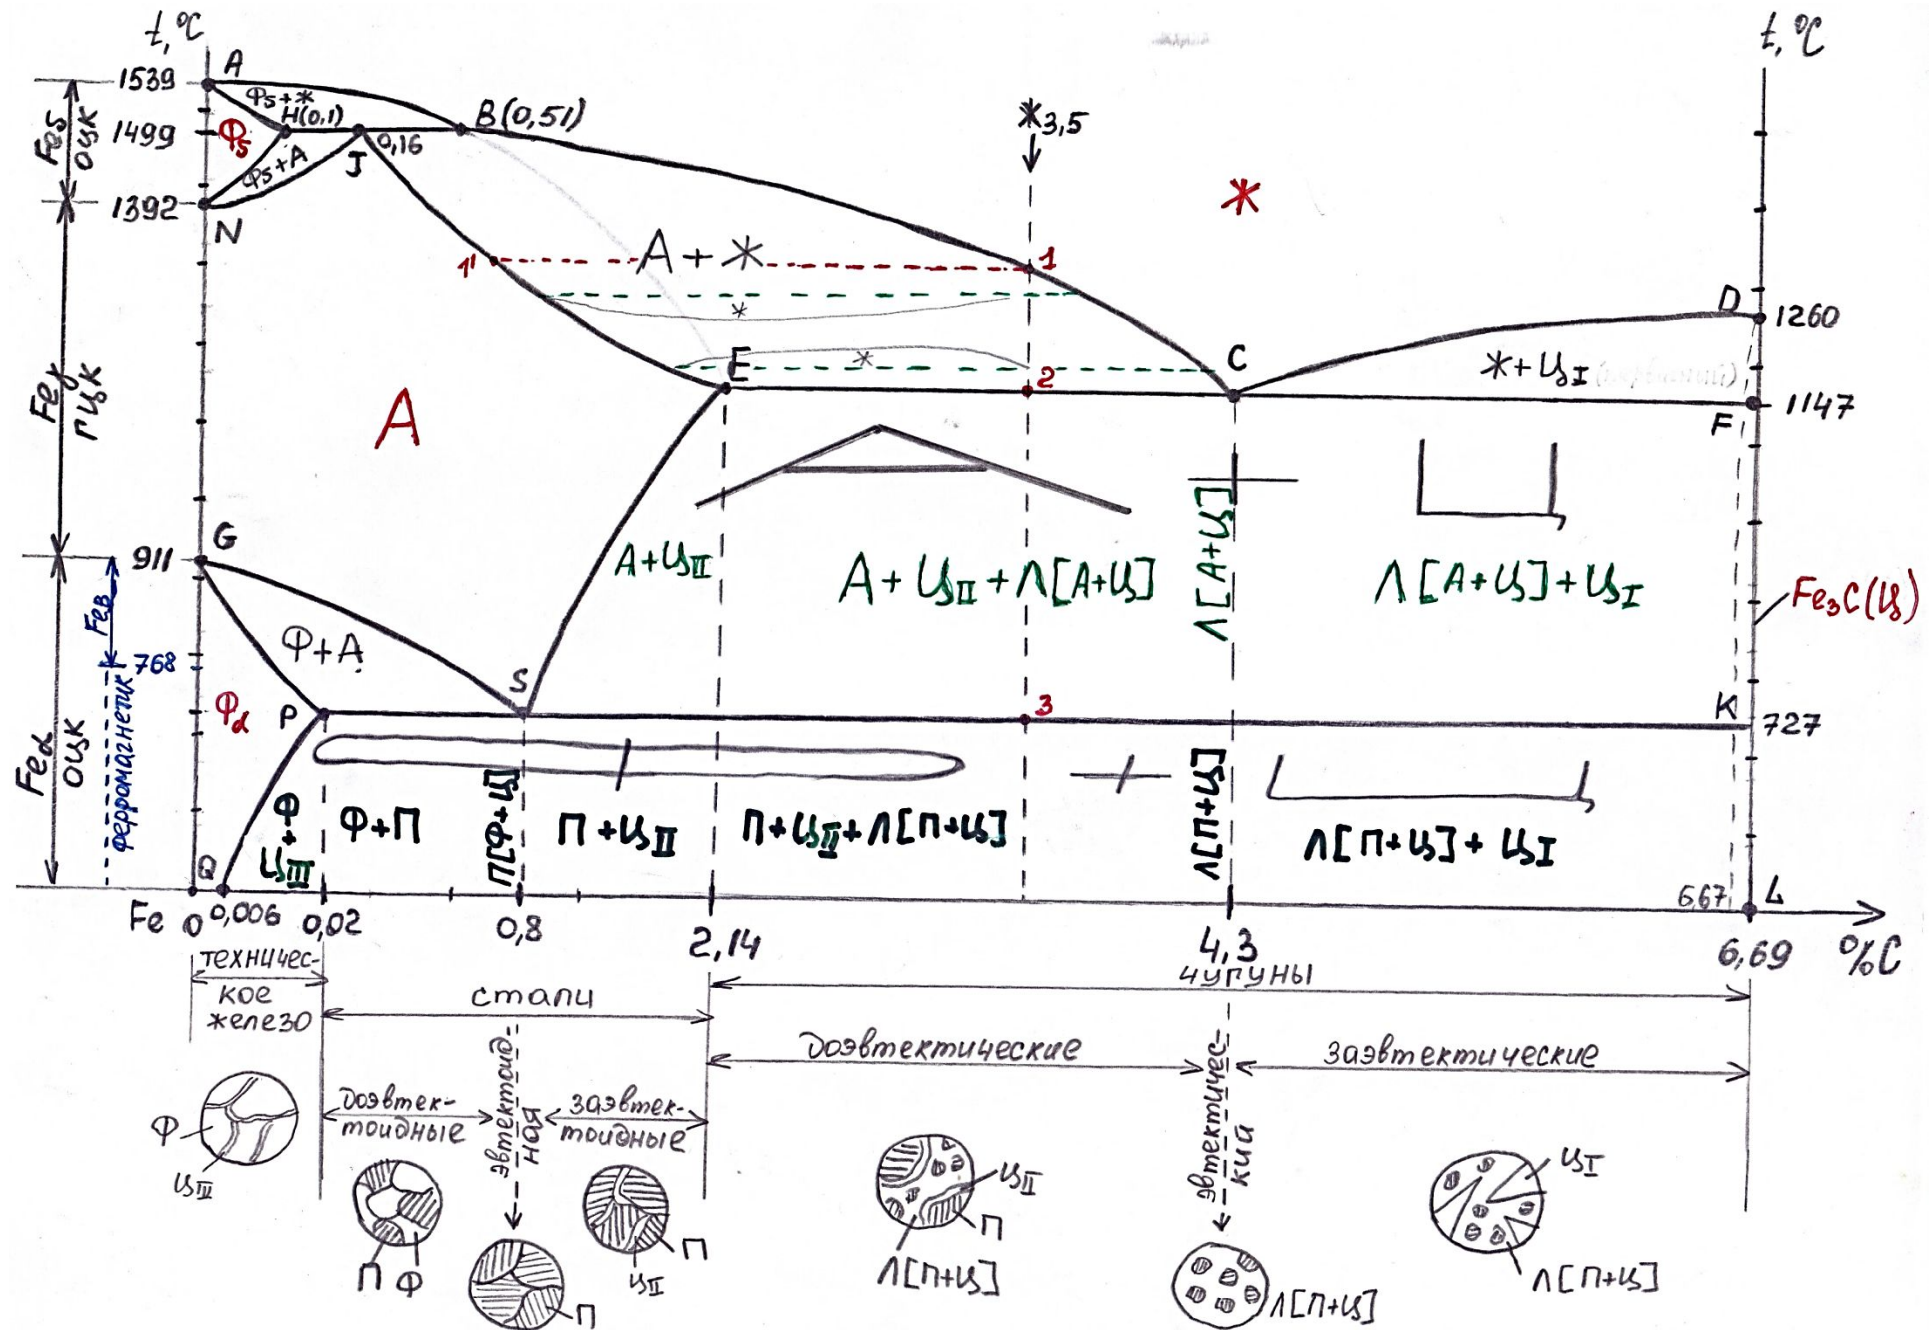 t,°C
t,°C
A
1539
Фδ+ж
H(0,1)
B(0,51)
ж3,5
1499
Фδ
J
0,16
Feδ
ОЦК
Фδ+А
1392
N
ж
1'
А+ж
1
D
1260
ж
E
ж
2
C
ж+ЦI
1147
F
Feγ
ГЦК
А
G
911
А+ЦII
А+ЦII+Л[А+Ц]
Л[А+Ц]
Л[А+Ц]+ЦI
Fe3C(Ц)
Feβ
768
Ф+А
S
Фα
P
3
K
727
Feα
ОЦК
ферромагнетик
Ф
+
ЦIII
Ф+П
П[Ф+Ц]
П+ЦII
П+ЦII+Л[П+Ц]
Л[П+Ц]
Л[П+Ц]+ЦI
Q
6,67
L
Fe 0
0,006
0,02
0,8
2,14
4,3
6,69
%C
техничес-
кое
железо
стали
чугуны
доэвтектические
эвтектичес-
кий
заэвтектические
доэвтек-
тоидные
эвтектоид-
ная
заэвтек-
тоидные
Ф
ЦIII
П
Ф
П
ЦII
П
ЦII
П
Л[П+Ц]
Л[П+Ц]
ЦI
Л[П+Ц]